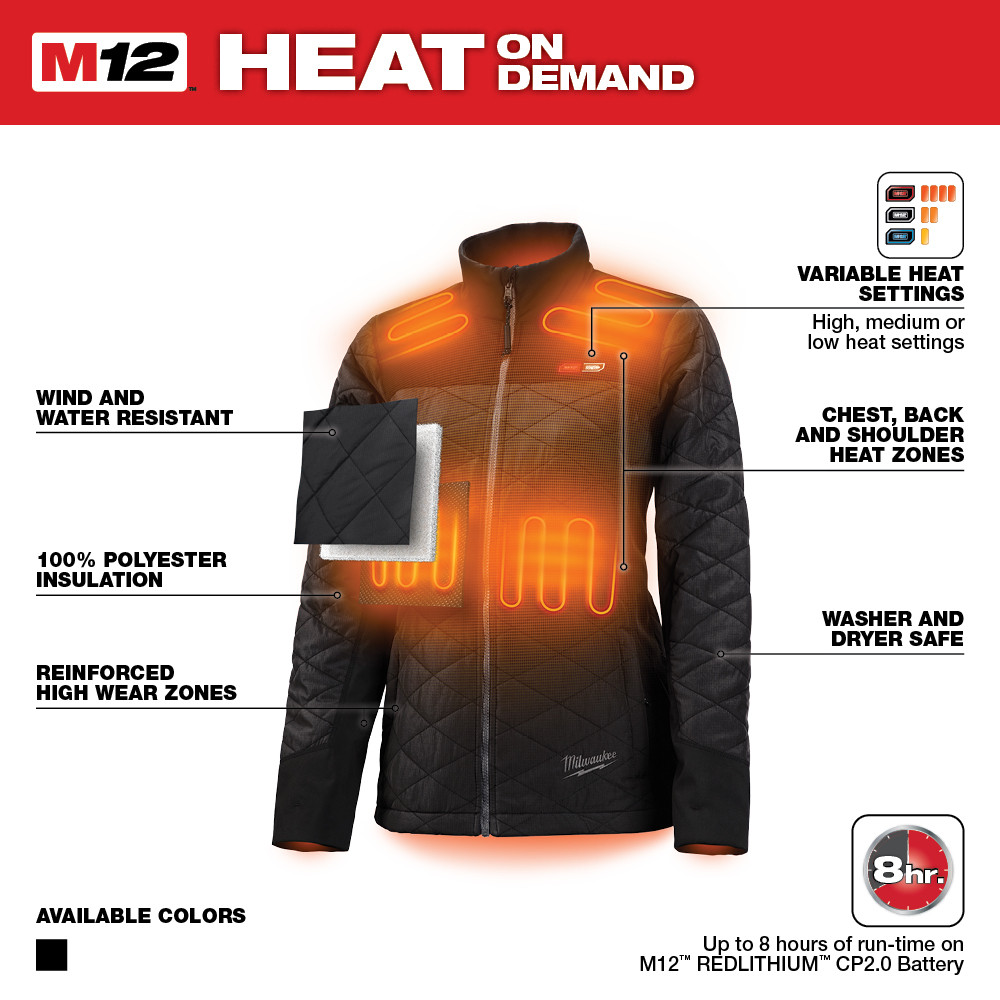 M12™ HEAT ON DEMAND
VARIABLE HEAT
SETTINGS
High, medium or
low heat settings
WIND AND
WATER RESISTANT
CHEST, BACK
AND SHOULDER
HEAT ZONES
100% POLYESTER
INSULATION
WASHER AND
DRYER SAFE
REINFORCED
HIGH WEAR ZONES
Milwaukee
8hr.
AVAILABLE COLORS
Up to 8 hours of run-time on
M12™ REDLITHIUM™ CP2.0 Battery